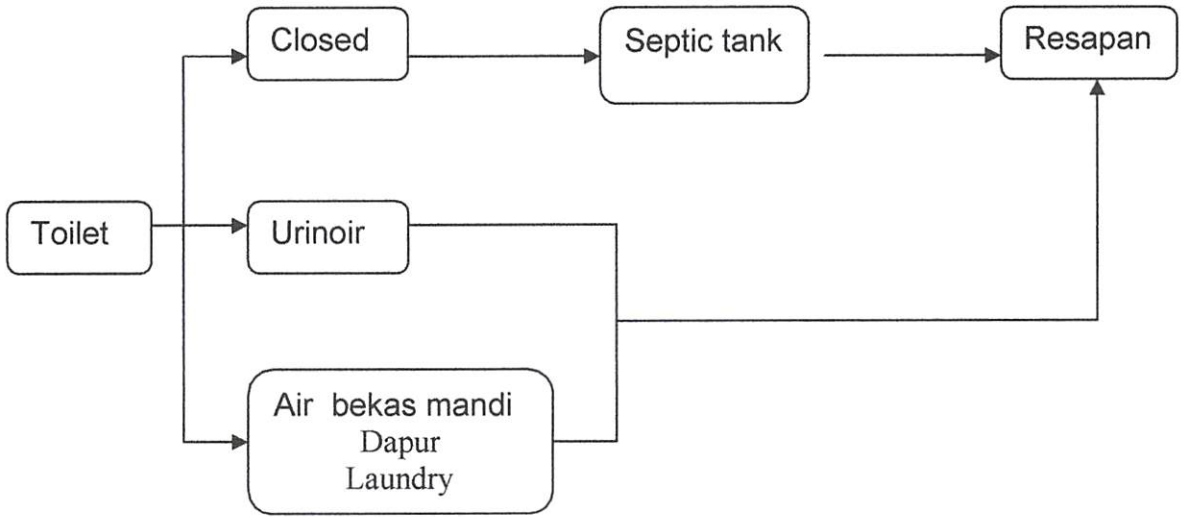 Closed
Septic tank
Resapan
Toilet
Urinoir
Air bekas mandi
Dapur
Laundry